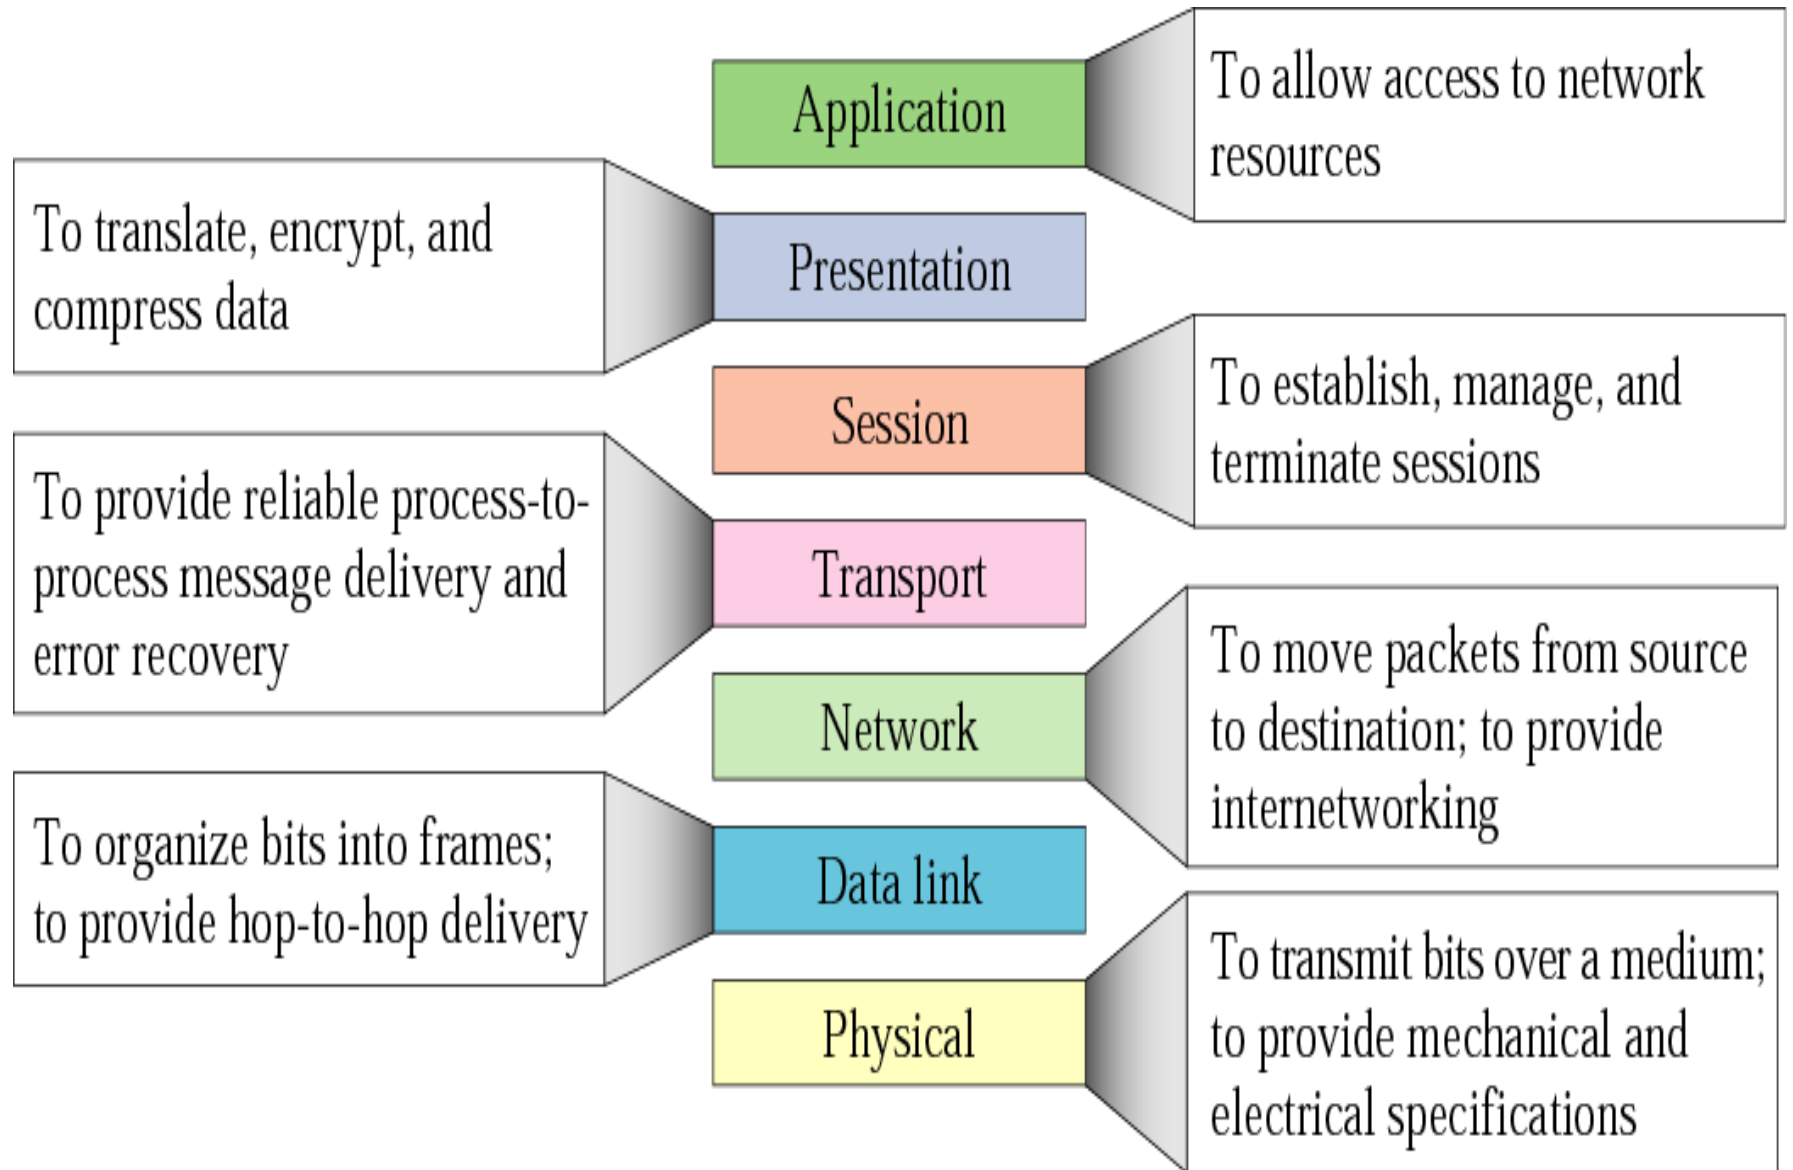 Application
To allow access to network
resources
To translate, encrypt, and
compress data
Presentation
Session
To establish, manage, and
terminate sessions
To provide reliable process-to-
process message delivery and
error recovery
Transport
Network
To move packets from source
to destination; to provide
internetworking
To organize bits into frames;
to provide hop-to-hop delivery
Data link
Physical
To transmit bits over a medium;
to provide mechanical and
electrical specifications